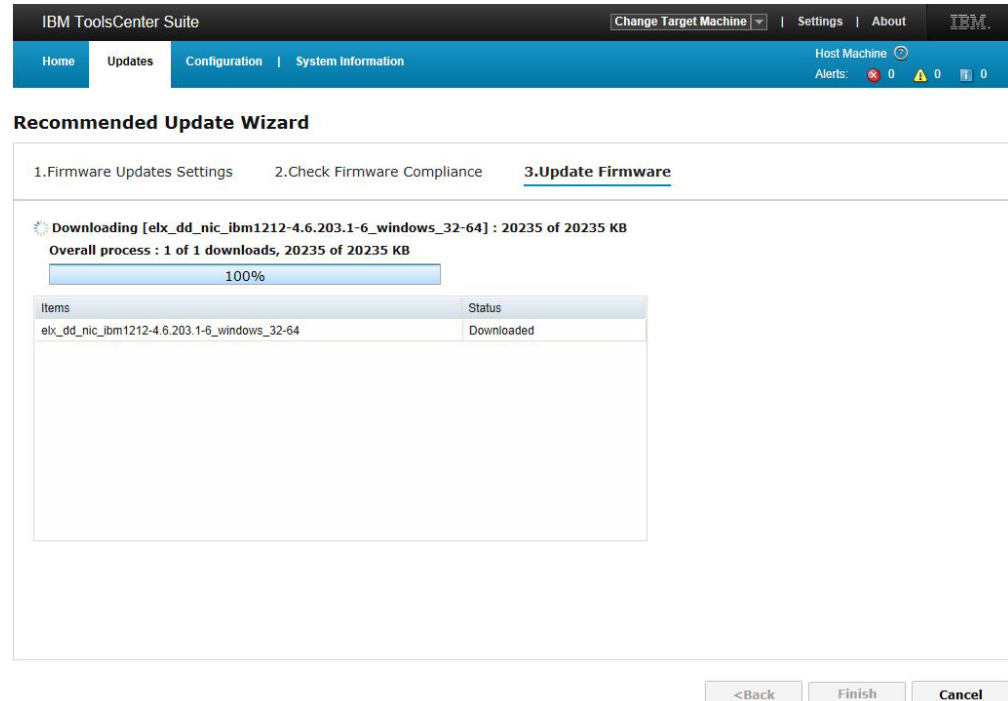 IBM ToolsCenter Suite Change Target Machine | Settings | About IBM.
Home Updates Configuration | System Information Host Machine ?
Alerts: 0 0 0
Recommended Update Wizard
1.Firmware Updates Settings 2.Check Firmware Compliance 3.Update Firmware
Downloading [elx_dd_nic_ibm1212-4.6.203.1-6_windows_32-64] : 20235 of 20235 KB
Overall process : 1 of 1 downloads, 20235 of 20235 KB
100%
Items Status
elx_dd_nic_ibm1212-4.6.203.1-6_windows_32-64 Downloaded
<Back Finish Cancel